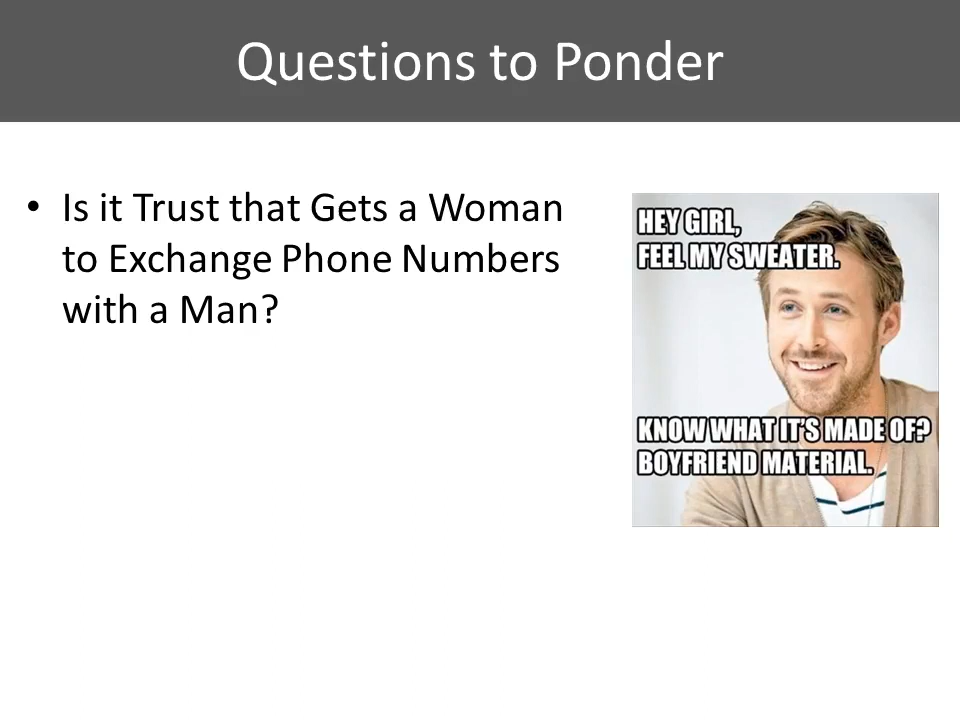 Questions to Ponder
• Is it Trust that Gets a Woman
to Exchange Phone Numbers
with a Man?
HEY GIRL,
FEEL MY SWEATER.
KNOW WHAT IT'S MADE OF?
BOYFRIEND MATERIAL.